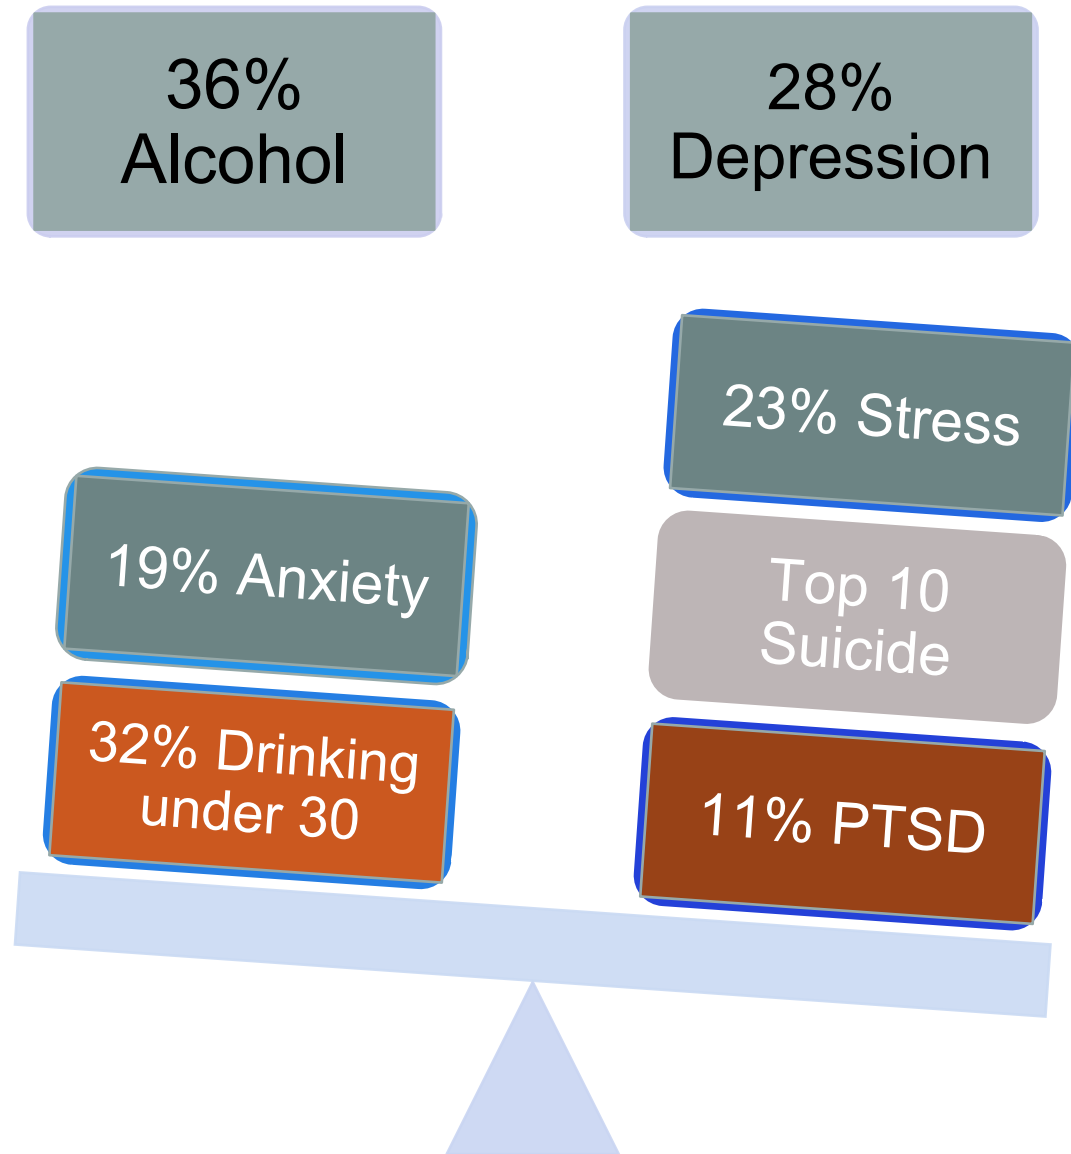 36%
Alcohol
28%
Depression
23% Stress
19% Anxiety
Top 10
Suicide
32% Drinking
under 30
11% PTSD